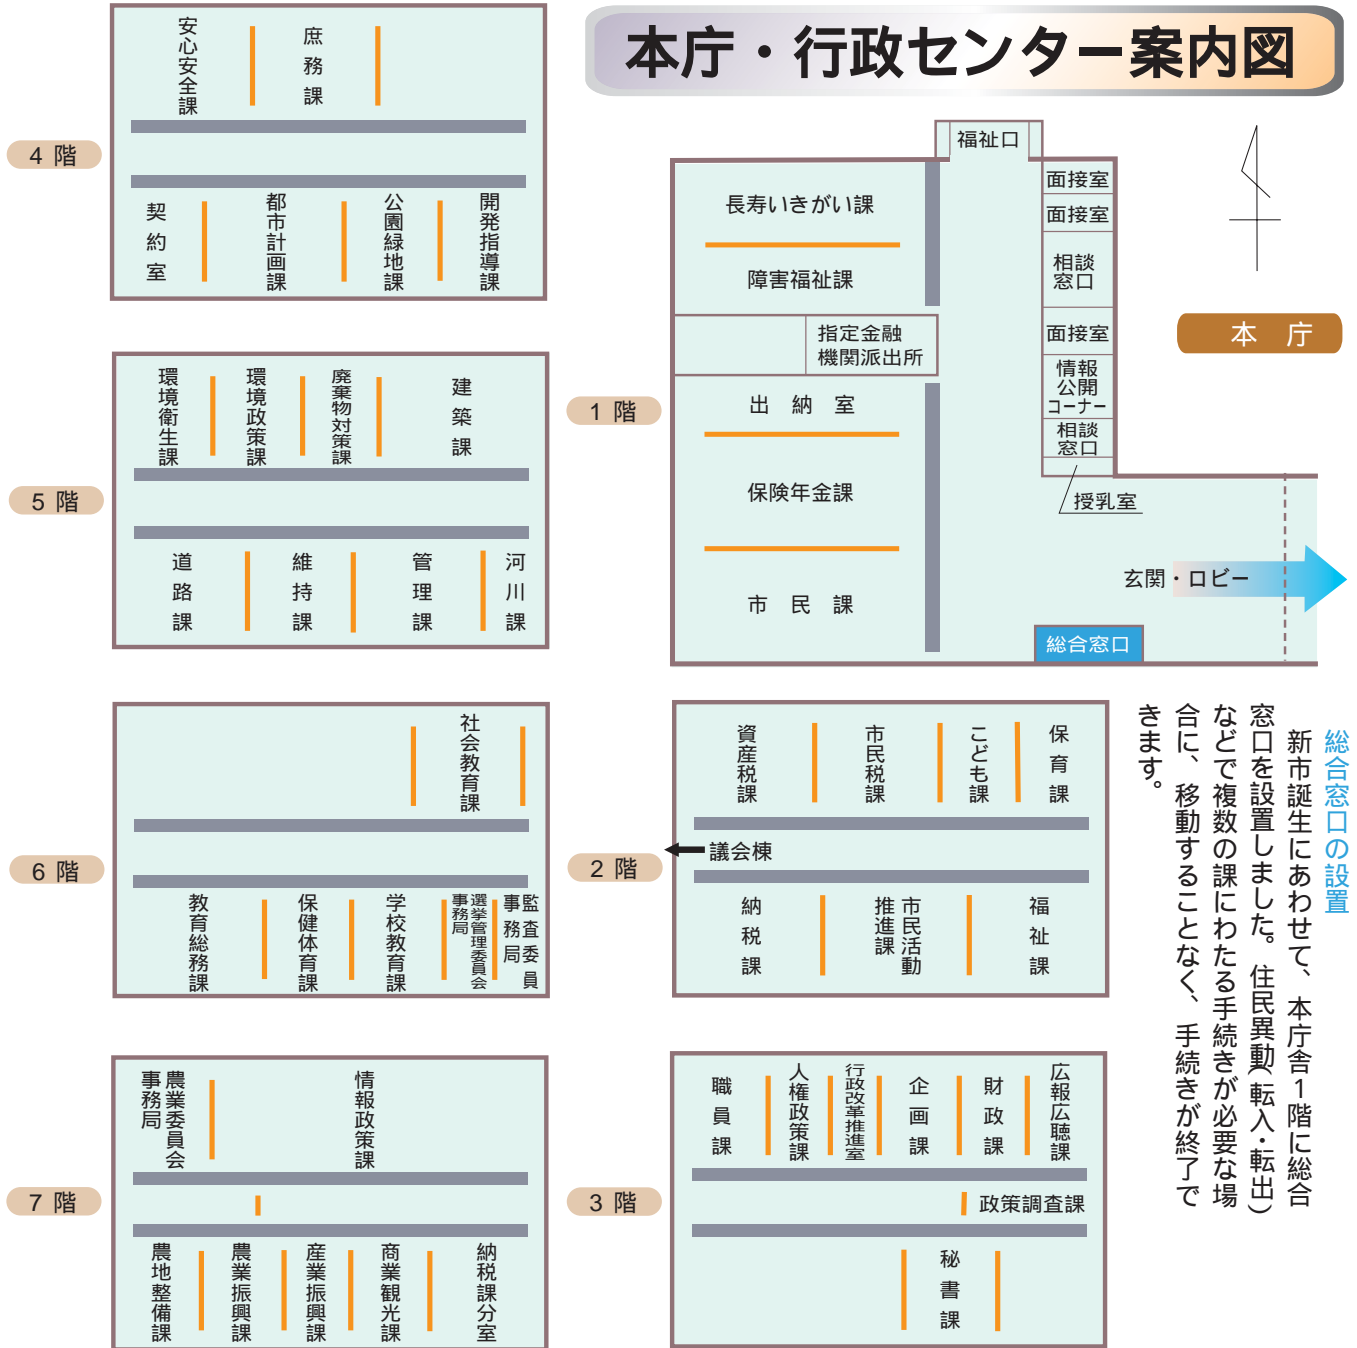 本庁・行政センター案内図
本 庁
1 階
福祉口
長寿いきがい課
障害福祉課
指定金融
機関派出所
出 納 室
保険年金課
市 民 課
面接室
面接室
相談
窓口
面接室
情報
公開
コーナー
相談
窓口
授乳室
玄関・ロビー
総合窓口
総合窓口の設置
新市誕生にあわせて、本庁舎1階に総合
窓口を設置しました。住民異動(転入・転出)
などで複数の課にわたる手続きが必要な場
合に、移動することなく、手続きが終了で
きます。
2 階
資産税課
市民税課
こども課
保育課
議会棟
納税課
市民活動
推進課
福祉課
3 階
職員課
人権政策課
行政改革推進室
企画課
財政課
広報広聴課
政策調査課
秘書課
4 階
安心安全課
庶務課
契約室
都市計画課
公園緑地課
開発指導課
5 階
環境衛生課
環境政策課
廃棄物対策課
建築課
道路課
維持課
管理課
河川課
6 階
社会教育課
教育総務課
保健体育課
学校教育課
選挙管理委員会
事務局
監査委員
事務局
7 階
農業委員会
事務局
情報政策課
農地整備課
農業振興課
産業振興課
商業観光課
納税課分室